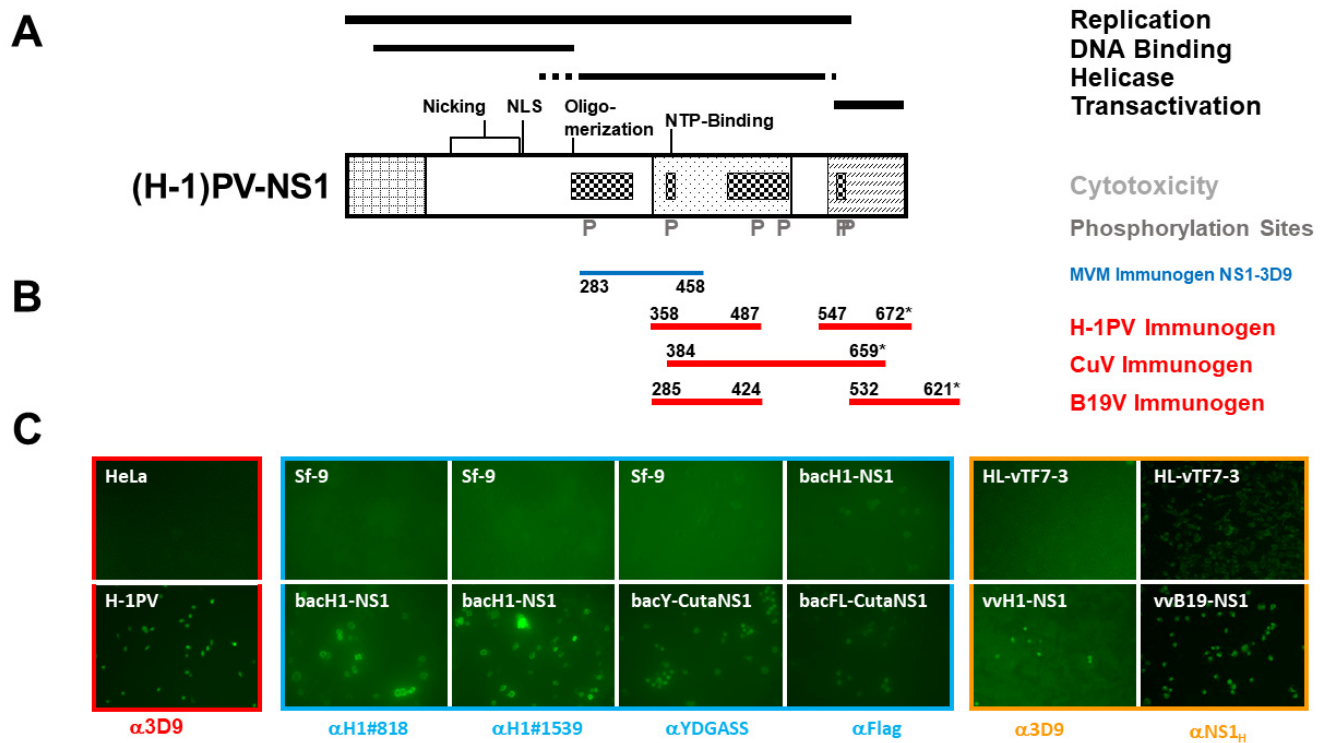 A
Replication
DNA Binding
Helicase
Transactivation
Nicking
NLS
Oligo-
merization
NTP-Binding
(H-1)PV-NS1
Cytotoxicity
P P P P P P P
Phosphorylation Sites
B
283 458
MVM Immunogen NS1-3D9
358 487 547 672*
H-1PV Immunogen
384 659*
CuV Immunogen
285 424 532 621*
B19V Immunogen
C
HeLa
Sf-9
Sf-9
Sf-9
bacH1-NS1
HL-vTF7-3
HL-vTF7-3
H-1PV
bacH1-NS1
bacH1-NS1
bacY-CutaNS1
bacFL-CutaNS1
vvH1-NS1
vvB19-NS1
α3D9
αH1#818
αH1#1539
αYDGASS
αFlag
α3D9
αNS1H